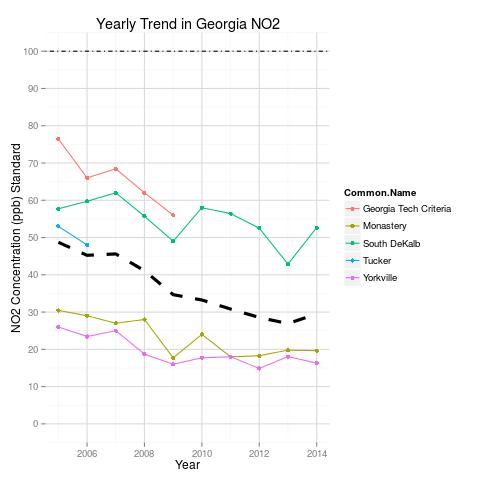 Yearly Trend in Georgia NO2
NO2 Concentration (ppb) Standard
100
90
80
70
60
50
40
30
20
10
0
2006 2008 2010 2012 2014
Year
Common.Name
Georgia Tech Criteria
Monastery
South DeKalb
Tucker
Yorkville